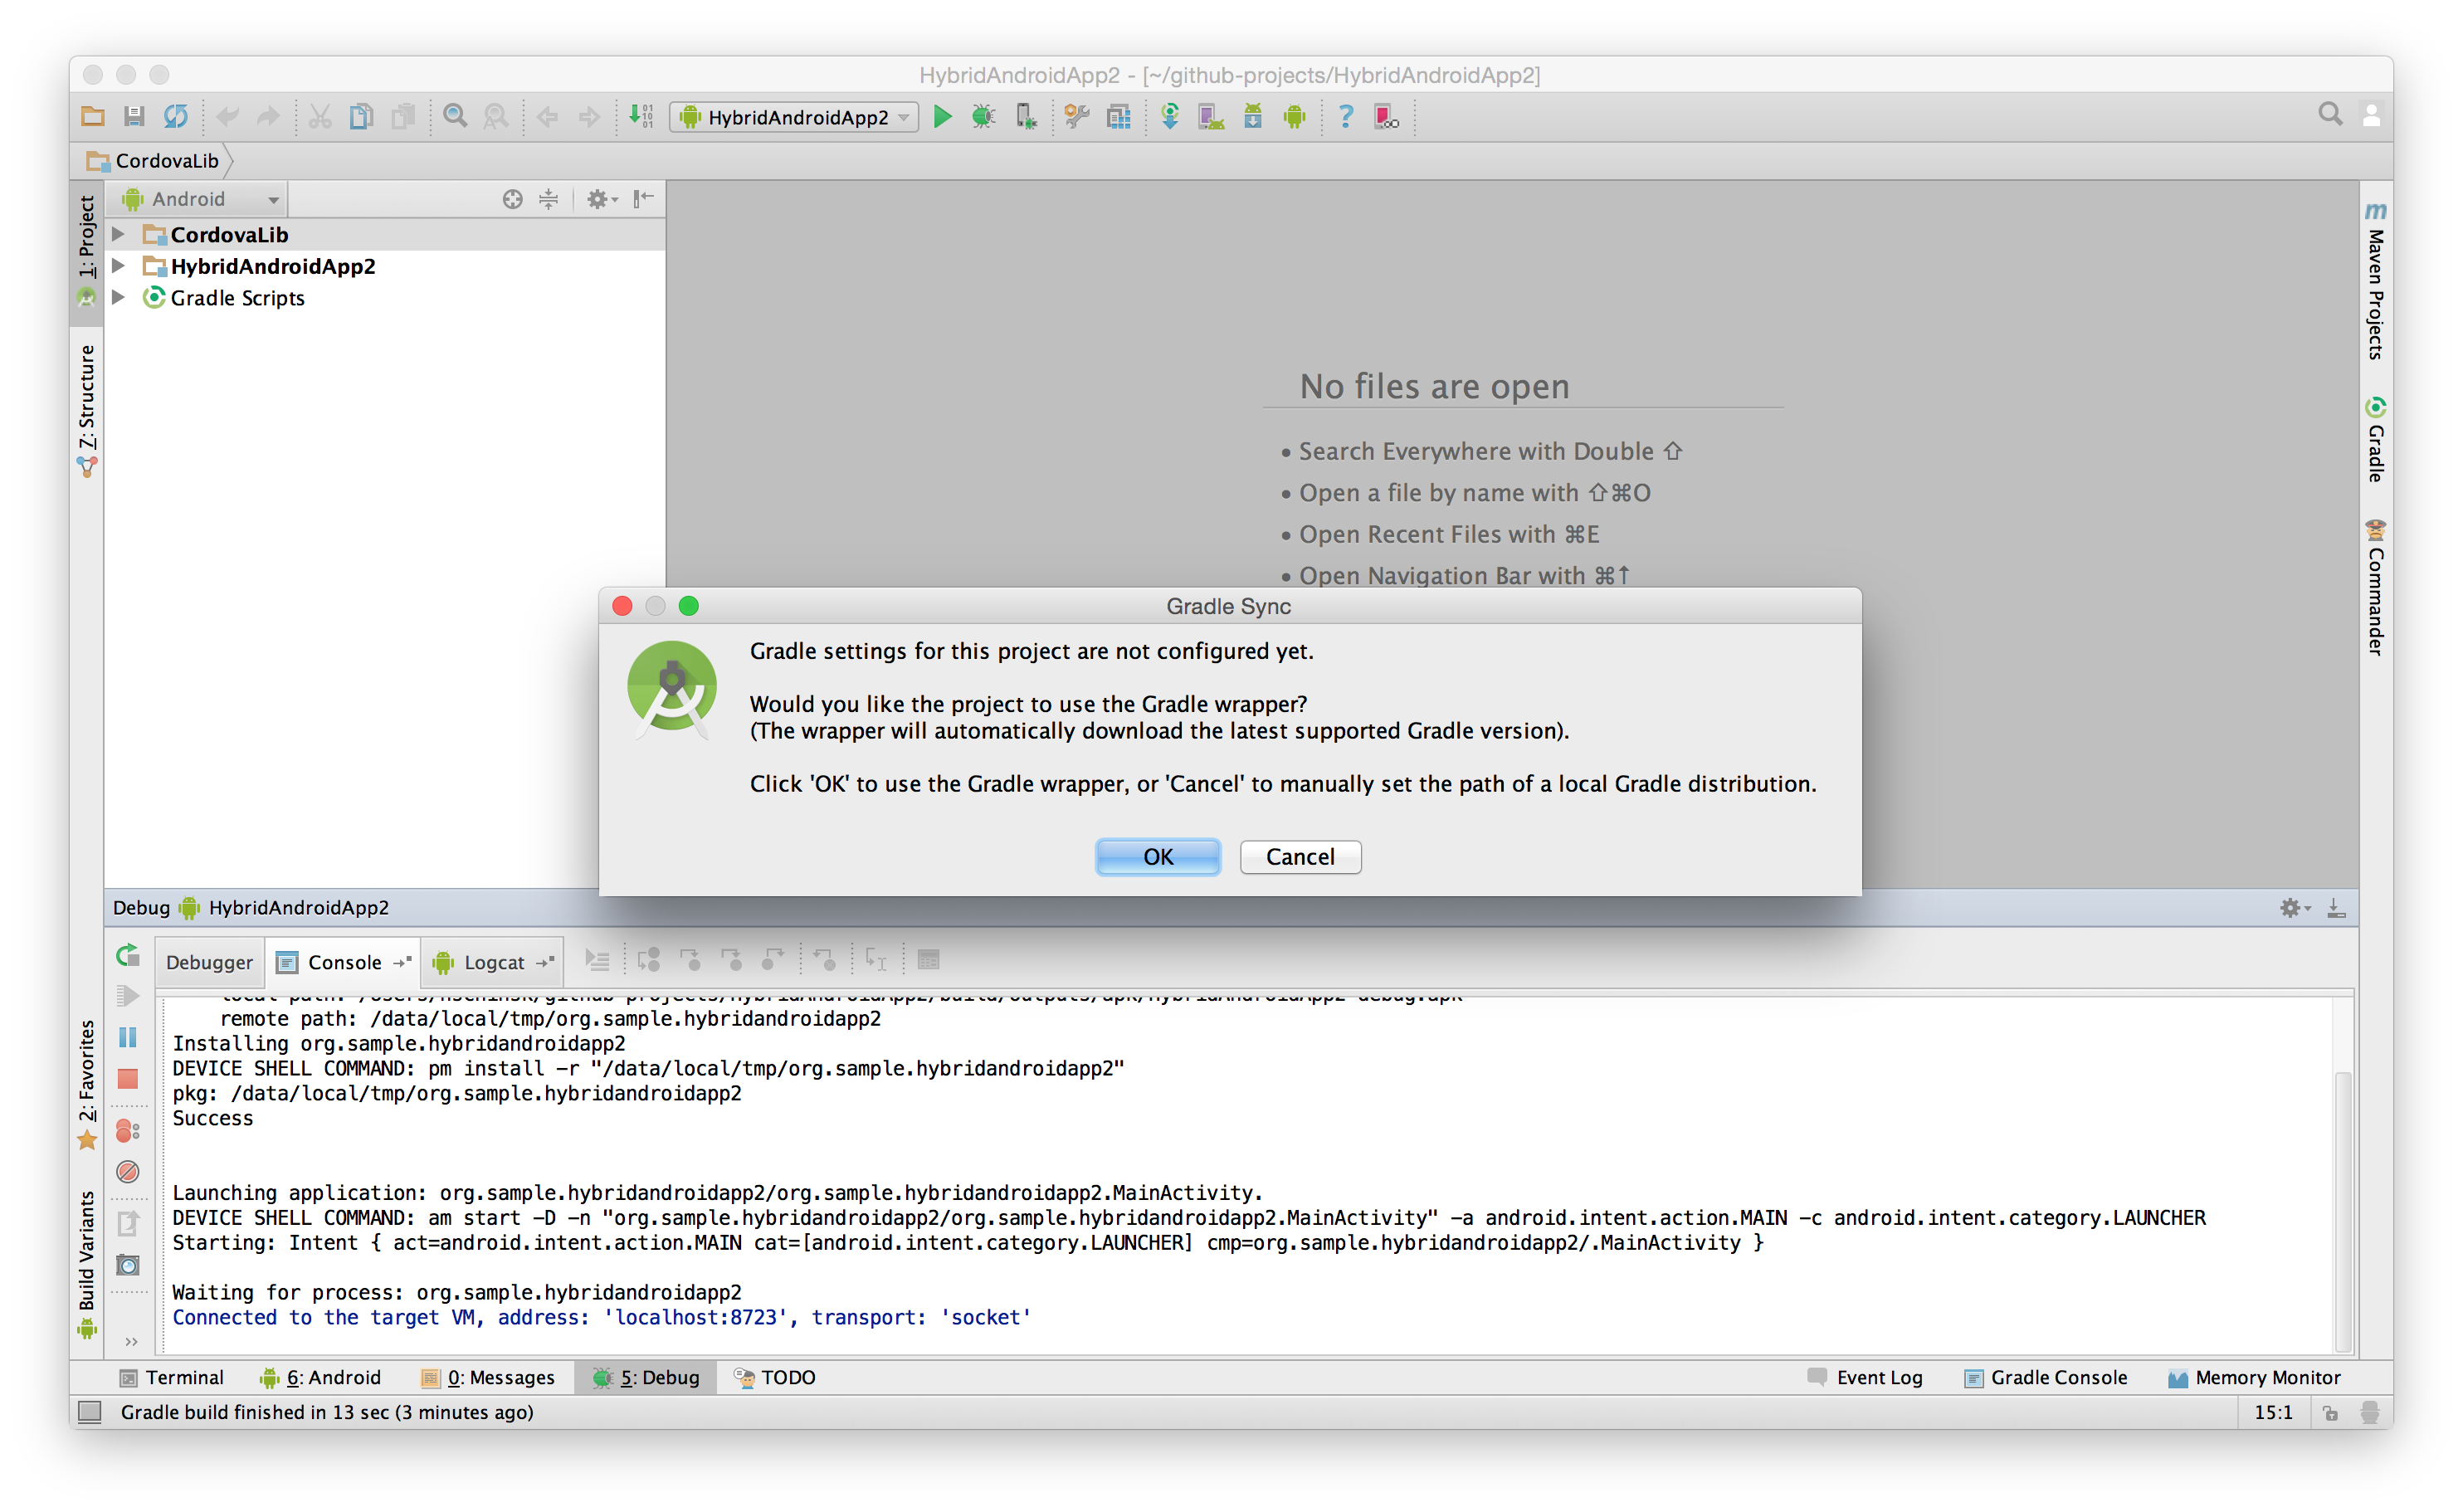 HybridAndroidApp2 - [~/github-projects/HybridAndroidApp2]
HybridAndroidApp2
CordovaLib
1: Project
Android
CordovaLib
HybridAndroidApp2
Gradle Scripts
7: Structure
No files are open
• Search Everywhere with Double ⇧
• Open a file by name with ⇧⌘O
• Open Recent Files with ⌘E
• Open Navigation Bar with ⌘↑
Maven Projects
Gradle
Commander
Gradle Sync
Gradle settings for this project are not configured yet.
Would you like the project to use the Gradle wrapper?
(The wrapper will automatically download the latest supported Gradle version).
Click 'OK' to use the Gradle wrapper, or 'Cancel' to manually set the path of a local Gradle distribution.
OK
Cancel
Debug HybridAndroidApp2
Debugger
Console
Logcat
remote path: /data/local/tmp/org.sample.hybridandroidapp2
Installing org.sample.hybridandroidapp2
DEVICE SHELL COMMAND: pm install -r "/data/local/tmp/org.sample.hybridandroidapp2"
pkg: /data/local/tmp/org.sample.hybridandroidapp2
Success
Launching application: org.sample.hybridandroidapp2/org.sample.hybridandroidapp2.MainActivity.
DEVICE SHELL COMMAND: am start -D -n "org.sample.hybridandroidapp2/org.sample.hybridandroidapp2.MainActivity" -a android.intent.action.MAIN -c android.intent.category.LAUNCHER
Starting: Intent { act=android.intent.action.MAIN cat=[android.intent.category.LAUNCHER] cmp=org.sample.hybridandroidapp2/.MainActivity }
Waiting for process: org.sample.hybridandroidapp2
Connected to the target VM, address: 'localhost:8723', transport: 'socket'
2: Favorites
Build Variants
Terminal
6: Android
0: Messages
5: Debug
TODO
Event Log
Gradle Console
Memory Monitor
Gradle build finished in 13 sec (3 minutes ago)
15:1